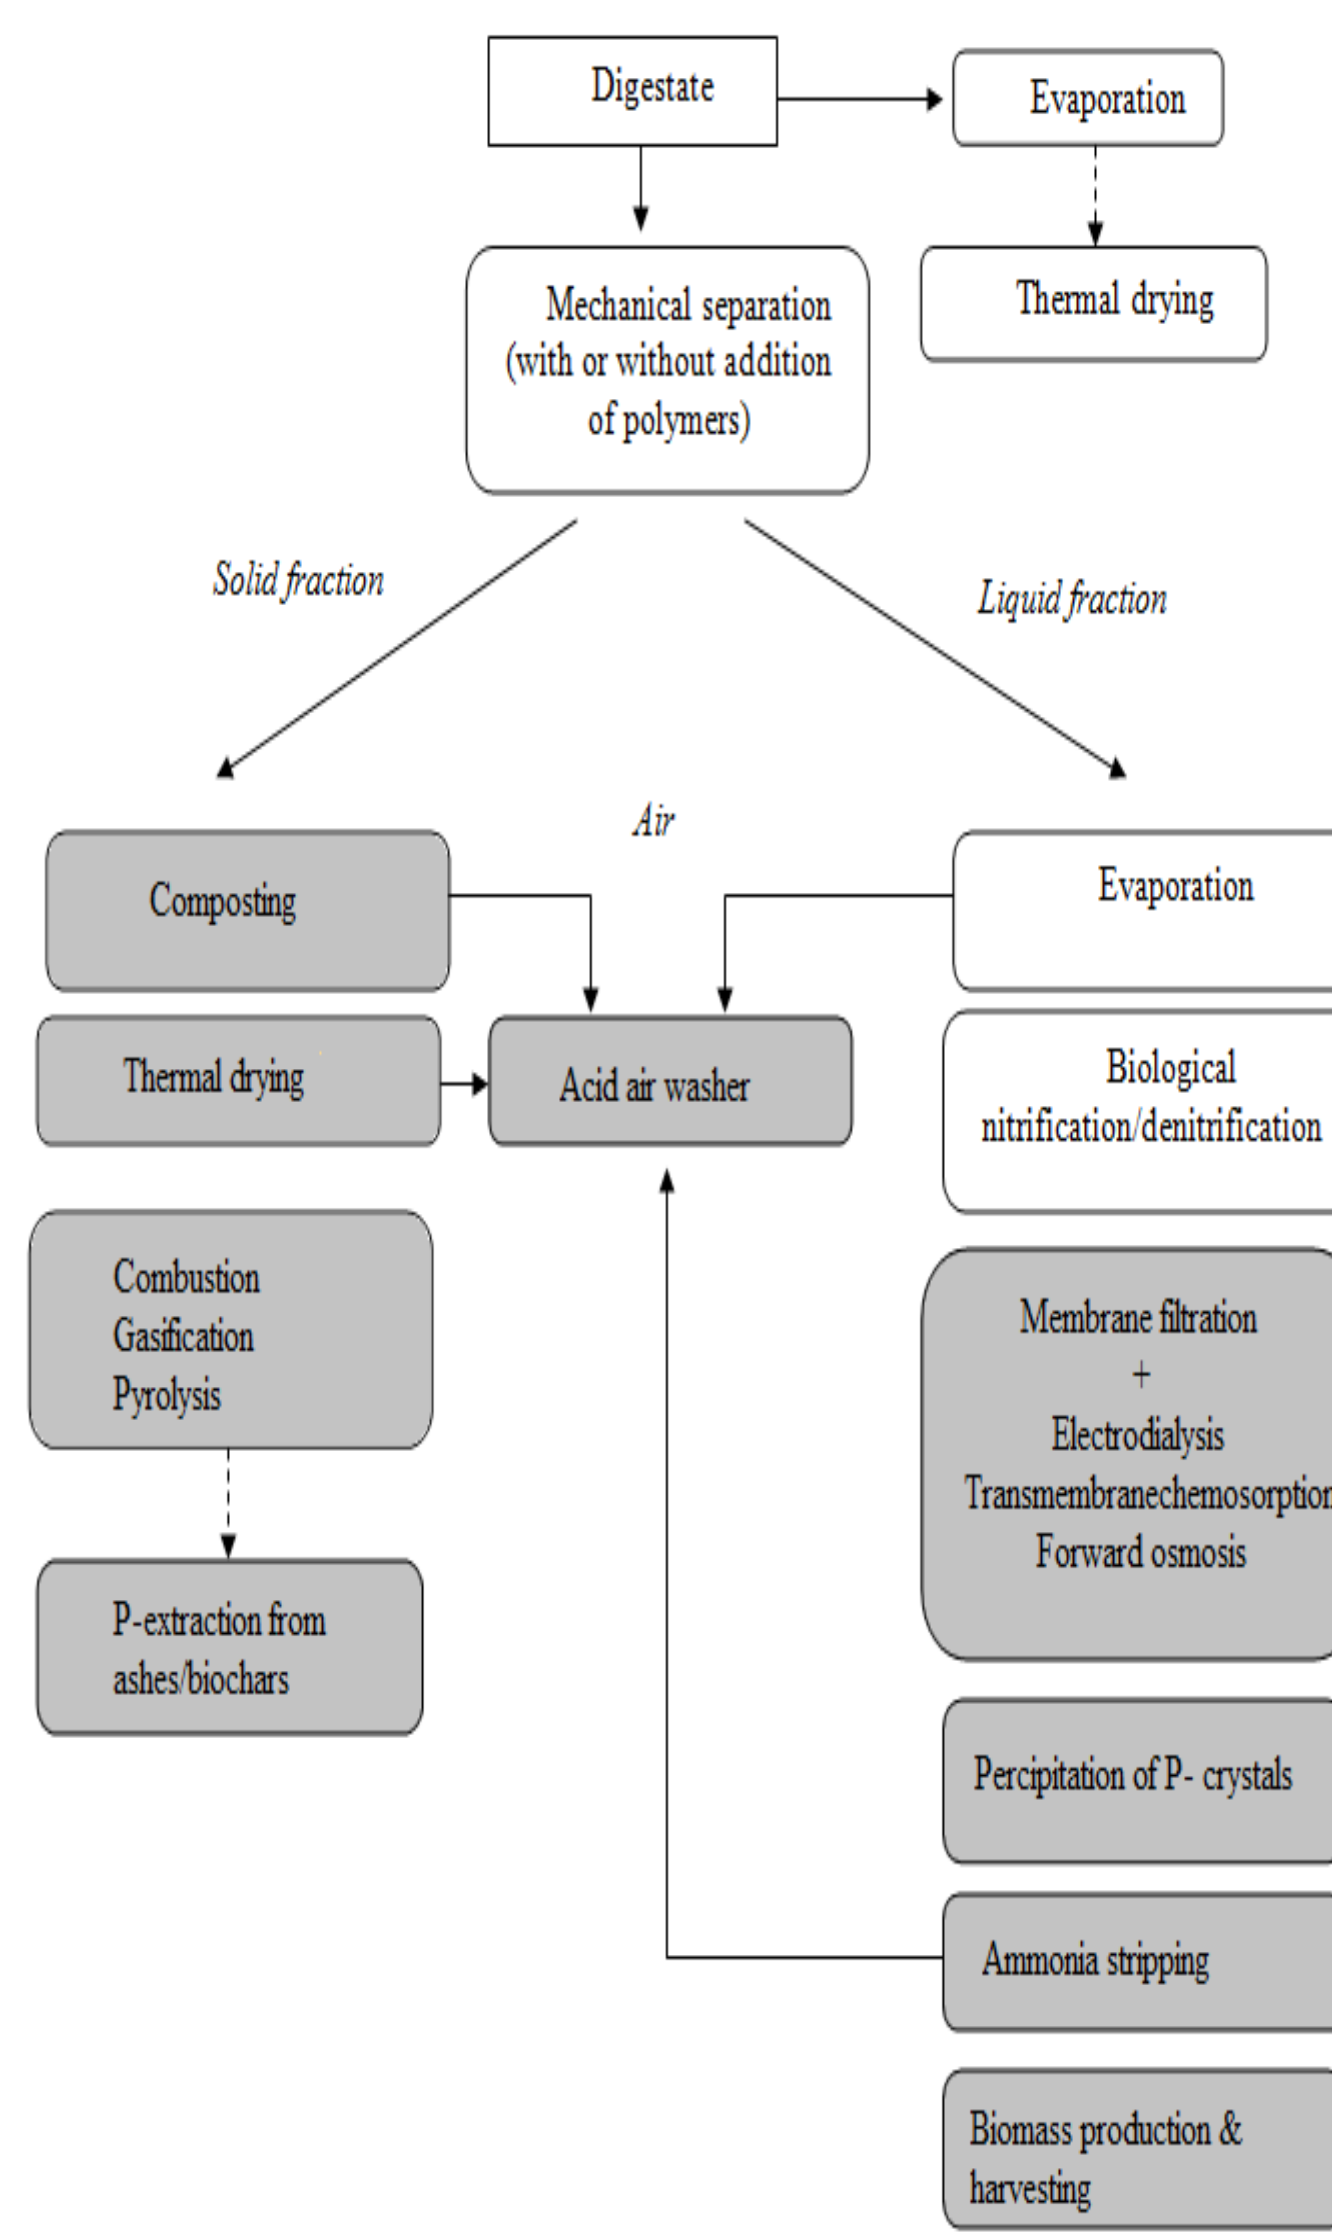 Digestate
Evaporation
Mechanical separation
(with or without addition
of polymers)
Thermal drying
Solid fraction
Liquid fraction
Air
Composting
Evaporation
Thermal drying
Acid air washer
Biological
nitrification/denitrification
Combustion
Gasification
Pyrolysis
Membrane filtration
+
Electrodialysis
Transmembranechemosorption
Forward osmosis
P-extraction from
ashes/biochars
Percipitation of P- crystals
Ammonia stripping
Biomass production &
harvesting